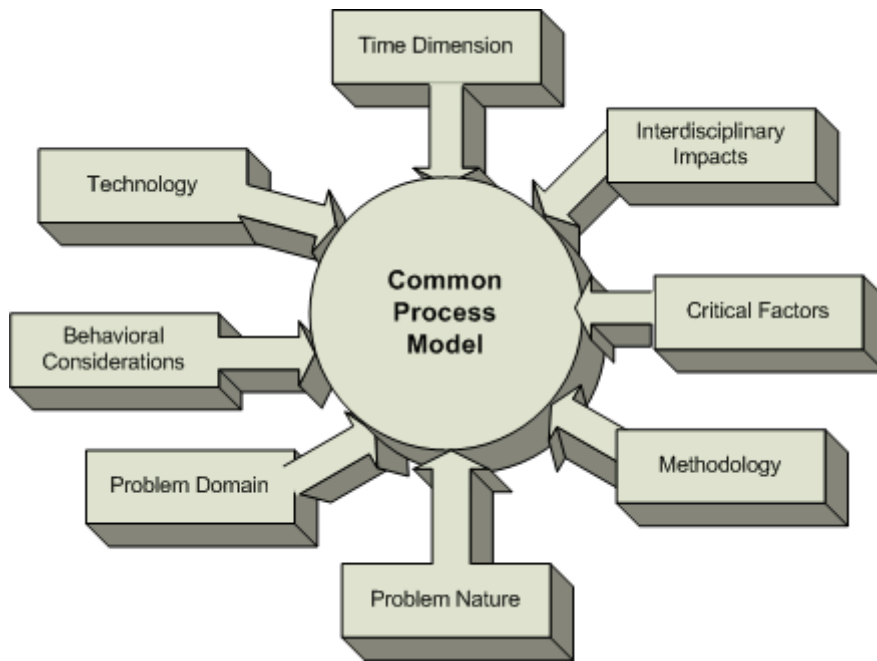 Time Dimension
Interdisciplinary
Impacts
Technology
Common
Process
Model
Critical Factors
Behavioral
Considerations
Methodology
Problem Domain
Problem Nature